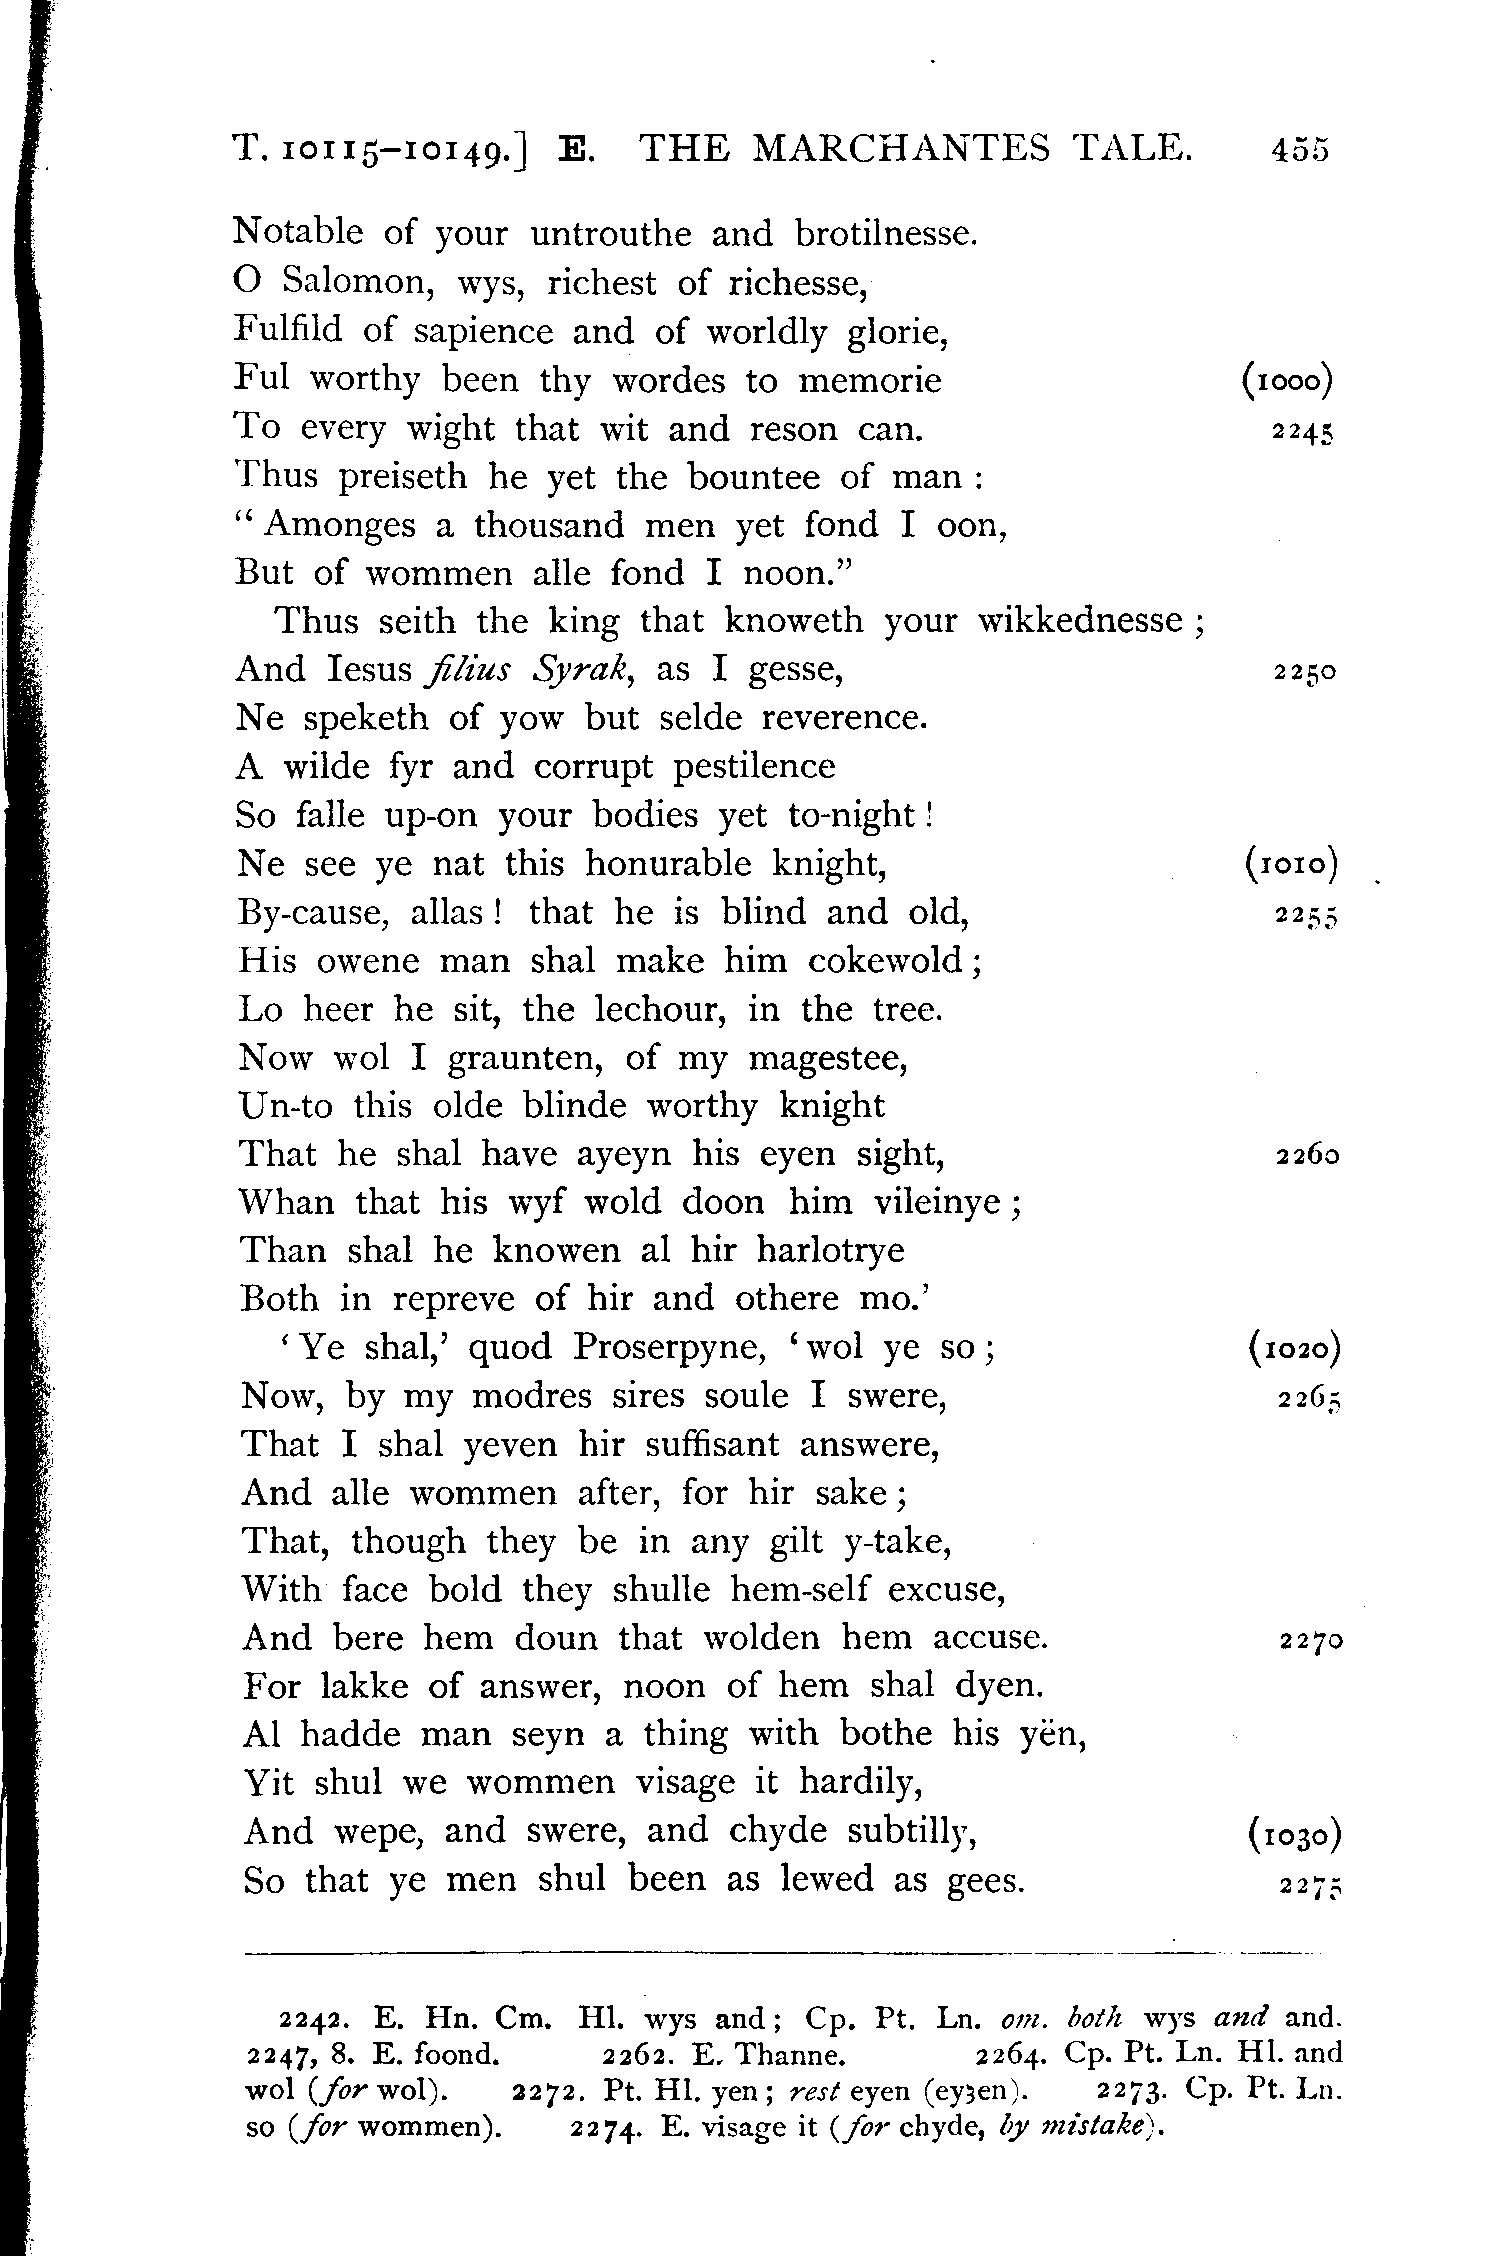 T. 10115–10149.] E. THE MARCHANTES TALE. 455
Notable of your untrouthe and brotilnesse.
O Salomon, wys, richest of richesse,
Fulfild of sapience and of worldly glorie,
Ful worthy been thy wordes to memorie (1000)
To every wight that wit and reson can. 2245
Thus preiseth he yet the bountee of man :
“ Amonges a thousand men yet fond I oon,
But of wommen alle fond I noon.”
Thus seith the king that knoweth your wikkednesse ;
And Iesus filius Syrak, as I gesse, 2250
Ne speketh of yow but selde reverence.
A wilde fyr and corrupt pestilence
So falle up-on your bodies yet to-night !
Ne see ye nat this honurable knight, (1010)
By-cause, allas ! that he is blind and old, 2255
His owene man shal make him cokewold ;
Lo heer he sit, the lechour, in the tree.
Now wol I graunten, of my magestee,
Un-to this olde blinde worthy knight
That he shal have ayeyn his eyen sight, 2260
Whan that his wyf wold doon him vileinye ;
Than shal he knowen al hir harlotrye
Both in repreve of hir and othere mo.’
‘ Ye shal,’ quod Proserpyne, ‘ wol ye so ; (1020)
Now, by my modres sires soule I swere, 2265
That I shal yeven hir suffisant answere,
And alle wommen after, for hir sake ;
That, though they be in any gilt y-take,
With face bold they shulle hem-self excuse,
And bere hem doun that wolden hem accuse. 2270
For lakke of answer, noon of hem shal dyen.
Al hadde man seyn a thing with bothe his yën,
Yit shul we wommen visage it hardily,
And wepe, and swere, and chyde subtilly, (1030)
So that ye men shul been as lewed as gees. 2275
2242. E. Hn. Cm. Hl. wys and ; Cp. Pt. Ln. om. both wys and and.
2247, 8. E. foond. 2262. E. Thanne. 2264. Cp. Pt. Ln. Hl. and
wol (for wol). 2272. Pt. Hl. yen ; rest eyen (eyȝen). 2273. Cp. Pt. Ln.
so (for wommen). 2274. E. visage it (for chyde, by mistake).